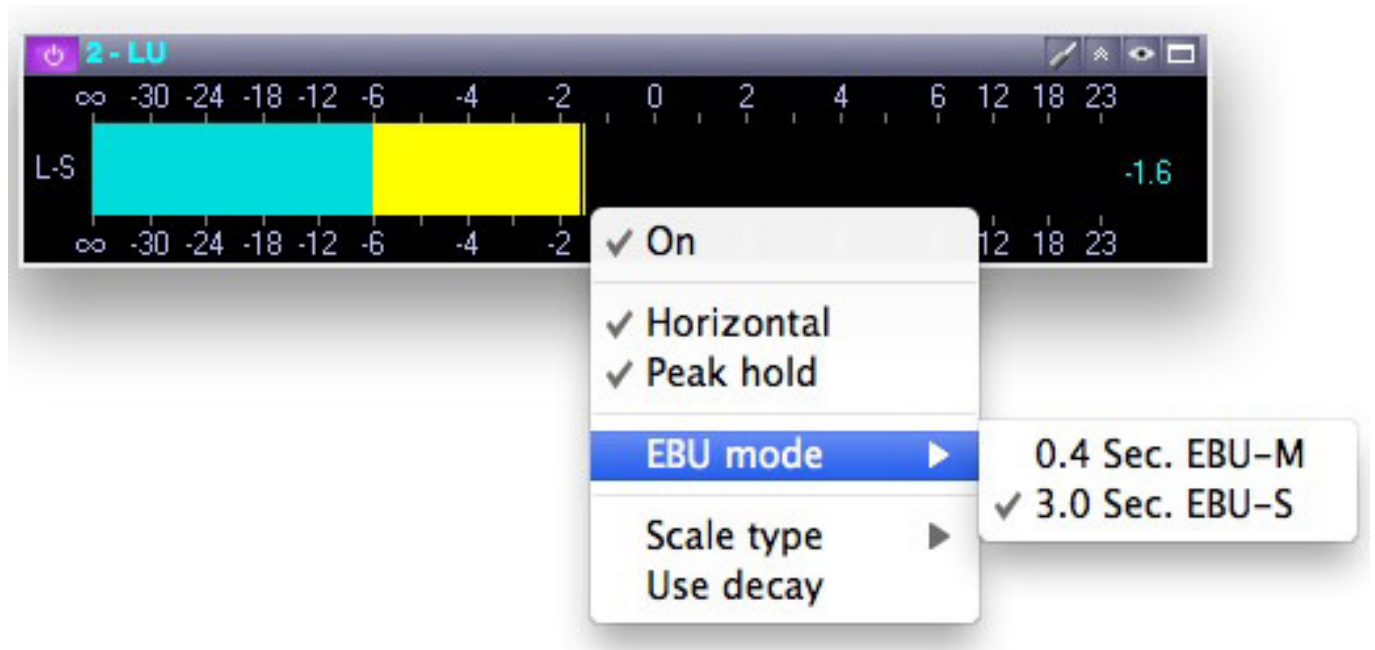 2 - LU
∞ -30 -24 -18 -12 -6 -4 -2 0 2 4 6 12 18 23
L-S
-1.6
∞ -30 -24 -18 -12 -6 -4 -2 12 18 23
On
Horizontal
Peak hold
EBU mode
0.4 Sec. EBU-M
3.0 Sec. EBU-S
Scale type
Use decay